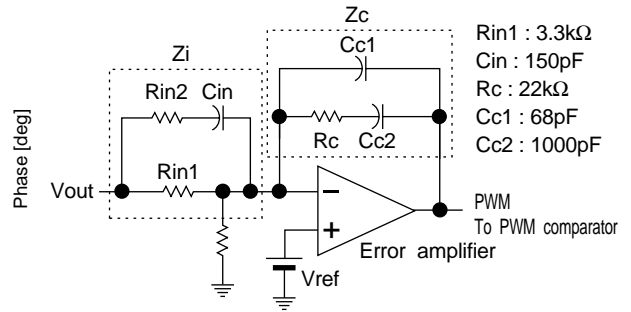 Zc
Zi
Cc1
Rin2
Cin
Rc
Cc2
Rin1
Vout
Phase [deg]
−
+
Error amplifier
Vref
PWM
To PWM comparator
Rin1 : 3.3kΩ
Cin : 150pF
Rc : 22kΩ
Cc1 : 68pF
Cc2 : 1000pF